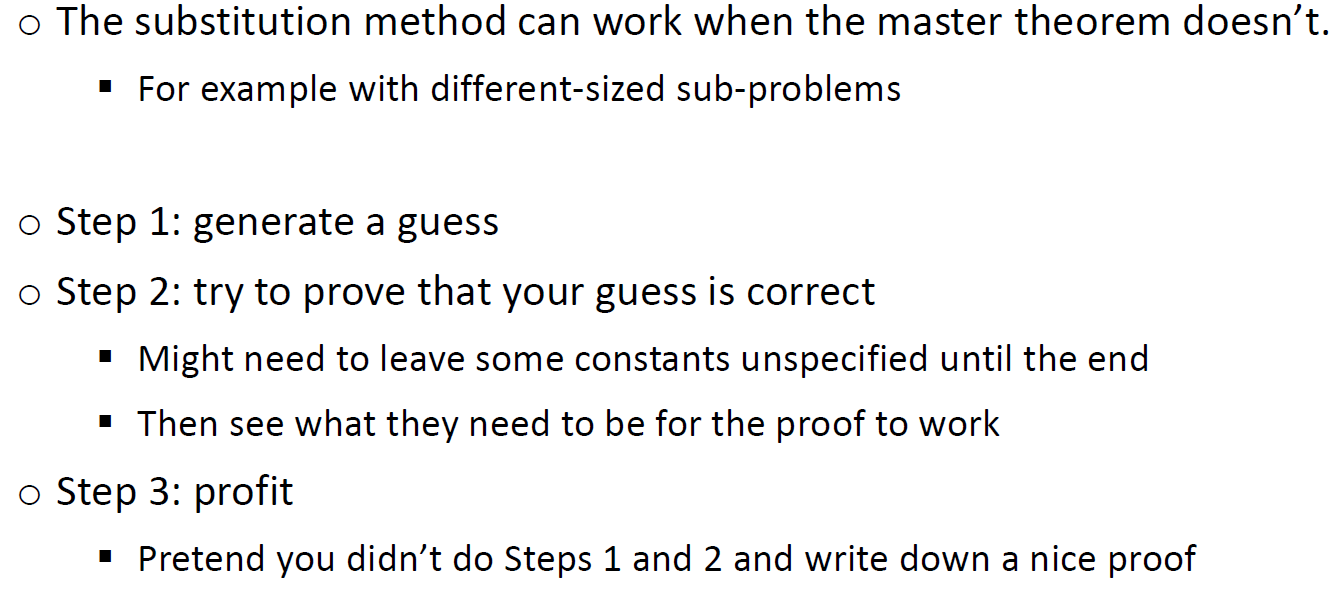 ○ The substitution method can work when the master theorem doesn’t.
▪ For example with different-sized sub-problems
○ Step 1: generate a guess
○ Step 2: try to prove that your guess is correct
▪ Might need to leave some constants unspecified until the end
▪ Then see what they need to be for the proof to work
○ Step 3: profit
▪ Pretend you didn’t do Steps 1 and 2 and write down a nice proof